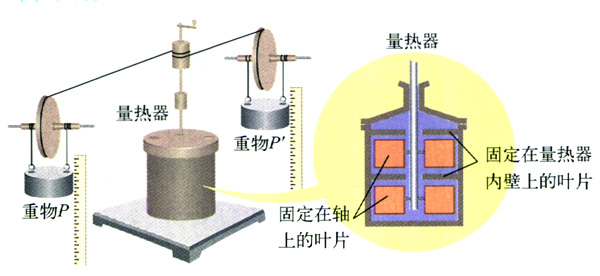 量热器
量热器
重物P'
固定在量热器
内壁上的叶片
重物P
固定在轴
上的叶片